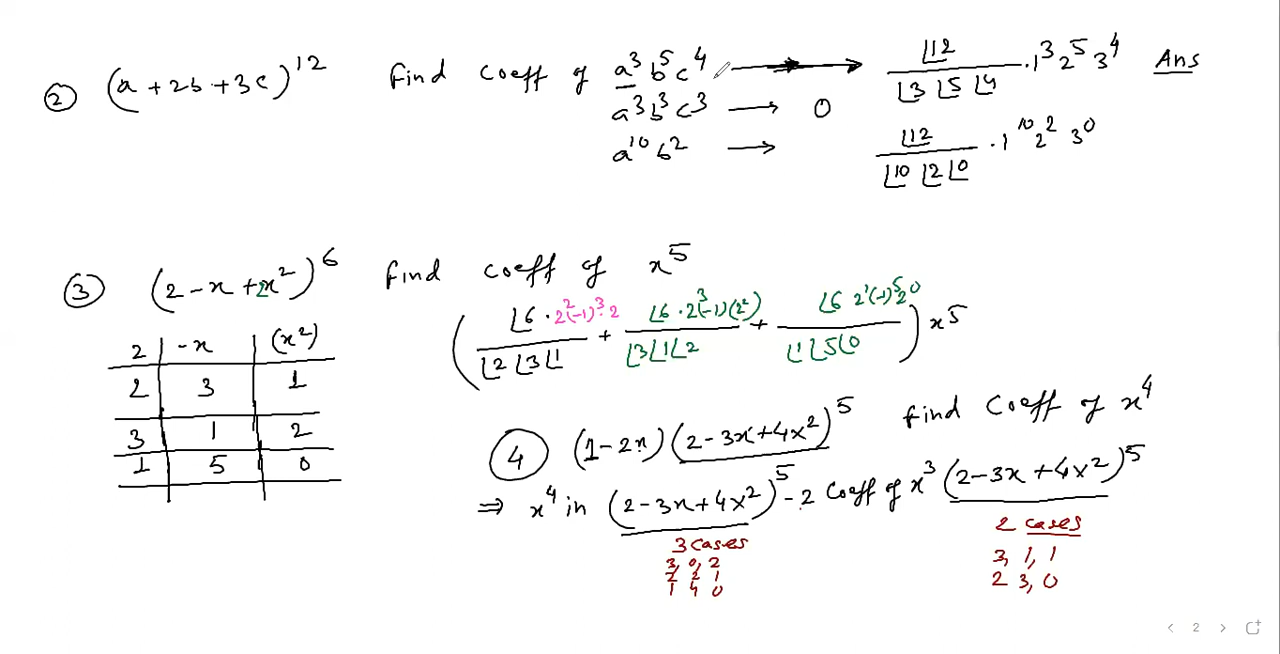 ② (a + 2b + 3c)^12 find coeff of a^3 b^5 c^4 → ⌊12 / ⌊3 ⌊5 ⌊4 · 1^3 2^5 3^4 Ans
a^3 b^3 c^3 → 0
a^10 b^2 → ⌊12 / ⌊10 ⌊2 ⌊0 · 1^10 2^2 3^0
③ (2 - x + 2x^2)^6 find coeff of x^5
(⌊6 · 2^2 (-1)^3 · 2 / ⌊2 ⌊3 ⌊1 + ⌊6 · 2^3 (-1) (2^2) / ⌊3 ⌊1 ⌊2 + ⌊6 2^1 (-1)^5 2^0 / ⌊1 ⌊5 ⌊0) x^5
2 | -x | (x^2)
2 | 3 | 1
3 | 1 | 2
1 | 5 | 0
④ (1 - 2x) (2 - 3x + 4x^2)^5 find coeff of x^4
⇒ x^4 in (2 - 3x + 4x^2)^5 - 2 coeff of x^3 (2 - 3x + 4x^2)^5
3 cases
3, 0, 2
2 2 1
1 4 0
2 cases
3, 1, 1
2 3, 0
< 2 >